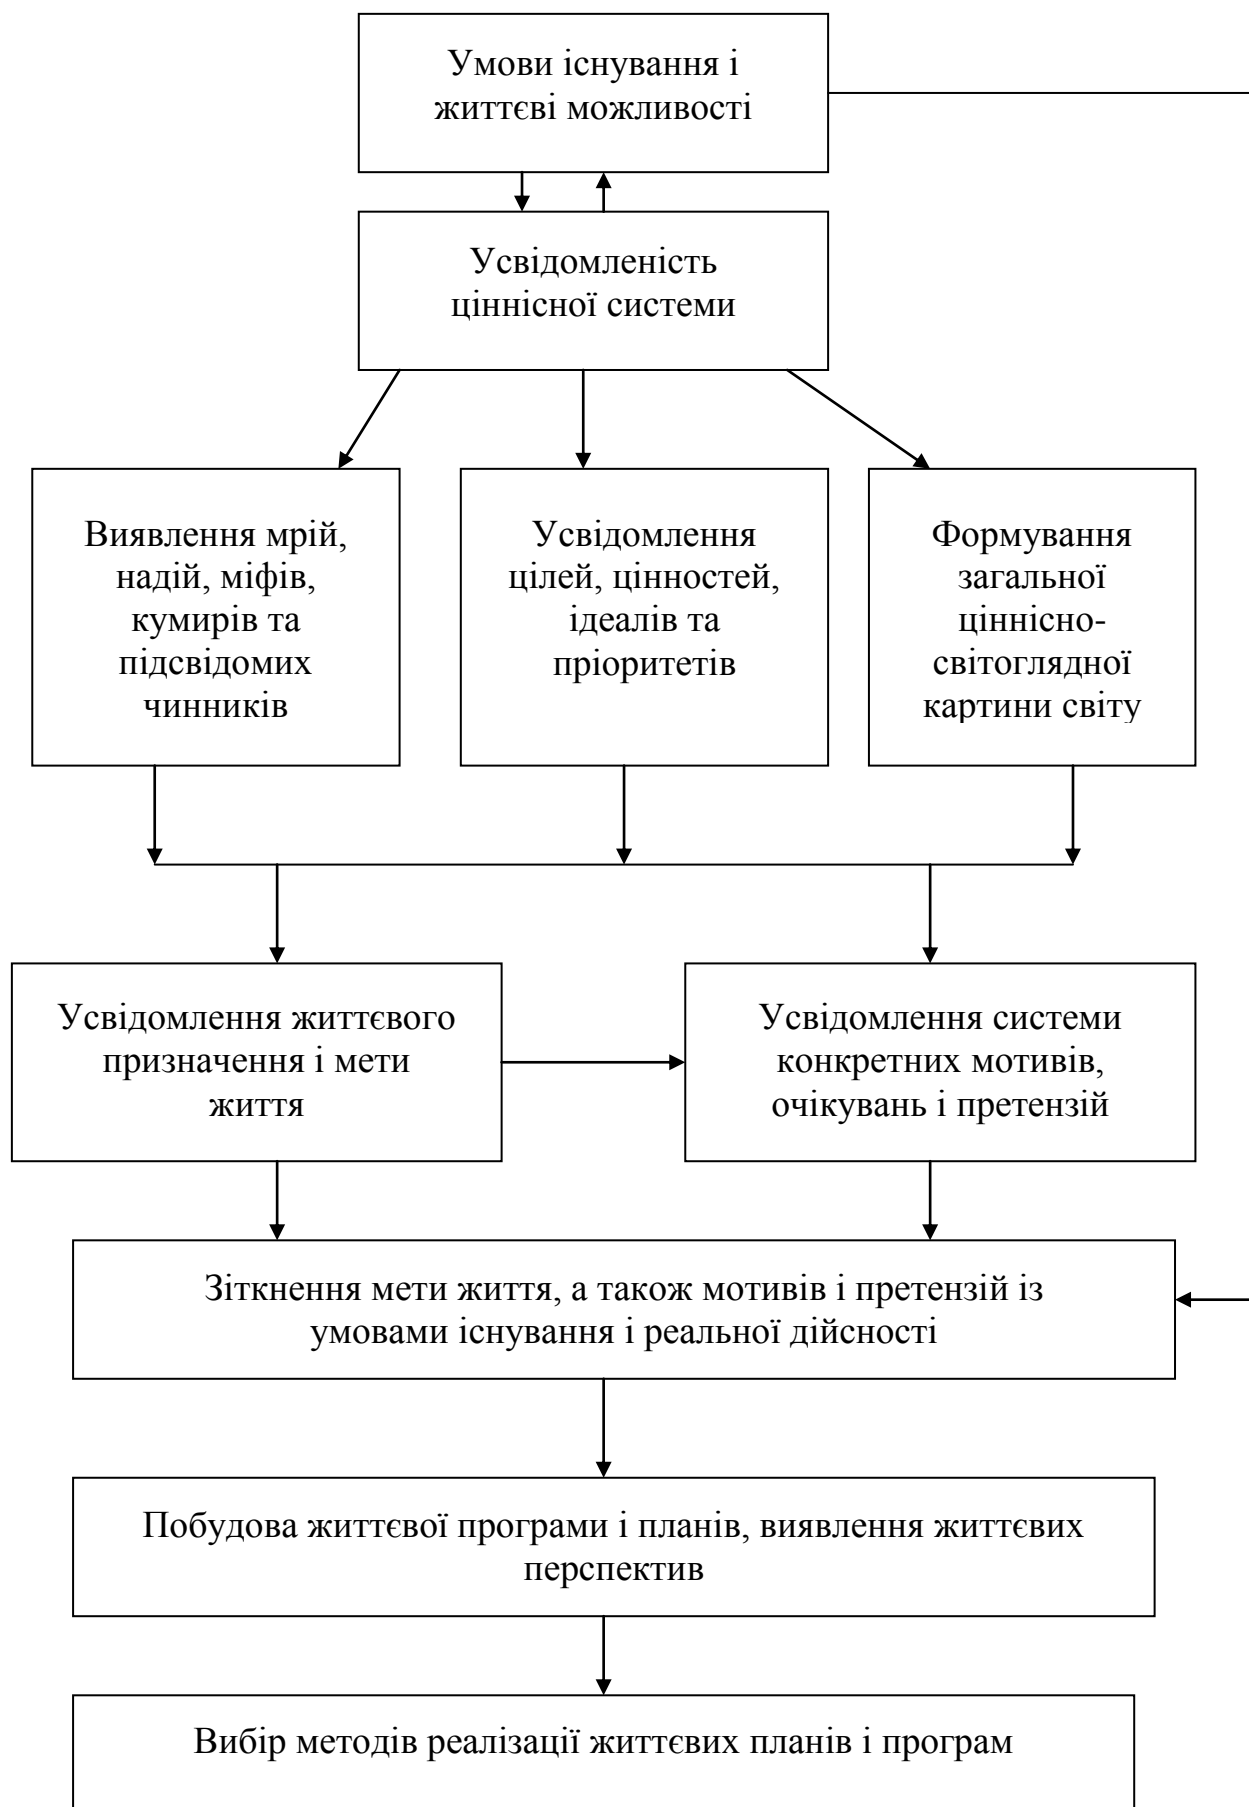 Умови існування і
життєві можливості
Усвідомленість
ціннісної системи
Виявлення мрій,
надій, міфів,
кумирів та
підсвідомих
чинників
Усвідомлення
цілей, цінностей,
ідеалів та
пріоритетів
Формування
загальної
ціннісно-
світоглядної
картини світу
Усвідомлення життєвого
призначення і мети
життя
Усвідомлення системи
конкретних мотивів,
очікувань і претензій
Зіткнення мети життя, а також мотивів і претензій із
умовами існування і реальної дійсності
Побудова життєвої програми і планів, виявлення життєвих
перспектив
Вибір методів реалізації життєвих планів і програм